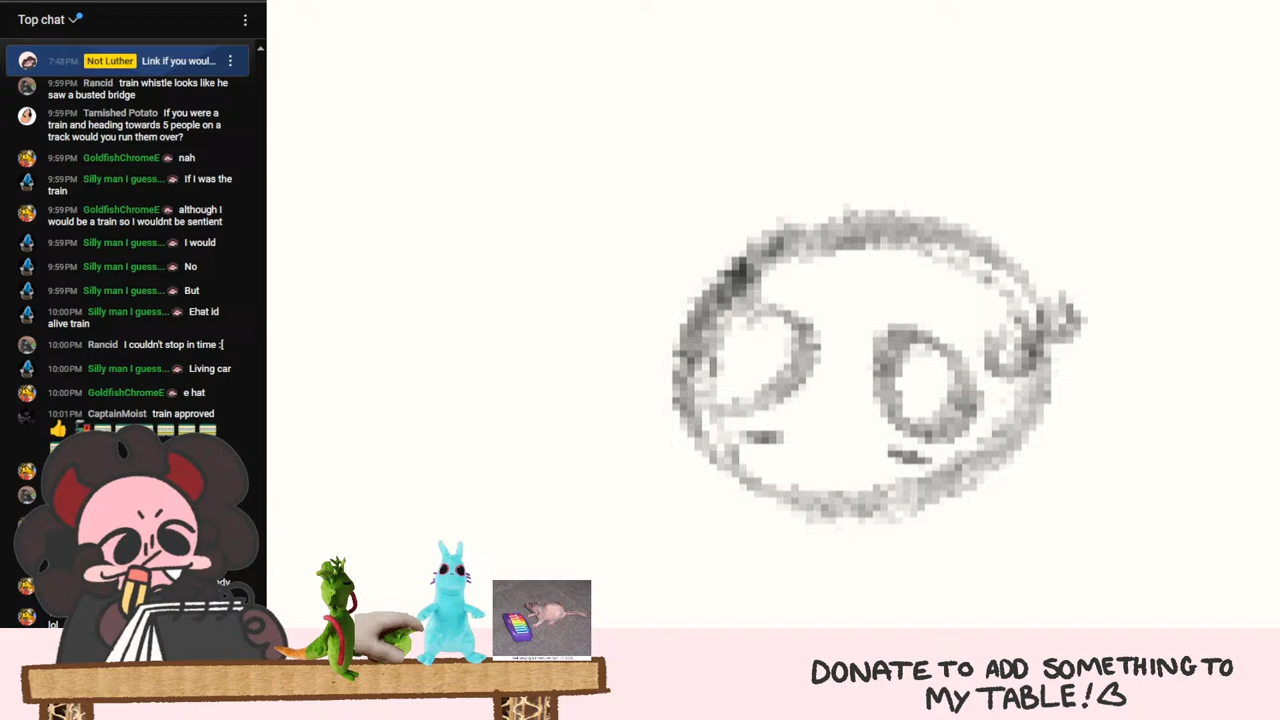 Top chat
7:48PM Not Luther Link if you woul...
9:59PM Rancid train whistle looks like he
saw a busted bridge
9:59PM Tarnished Potato If you were a
train and heading towards 5 people on a
track would you run them over?
9:59PM GoldfishChromeE nah
9:59PM Silly man I guess... If I was the
train
9:59PM GoldfishChromeE although I
would be a train so I wouldnt be sentient
9:59PM Silly man I guess... I would
9:59PM Silly man I guess... No
9:59PM Silly man I guess... But
10:00PM Silly man I guess... Ehat id
alive train
10:00PM Rancid I couldn't stop in time :[
10:00PM Silly man I guess... Living car
10:00PM GoldfishChromeE e hat
10:01PM CaptainMoist train approved
lol
DONATE TO ADD SOMETHING TO
MY TABLE!